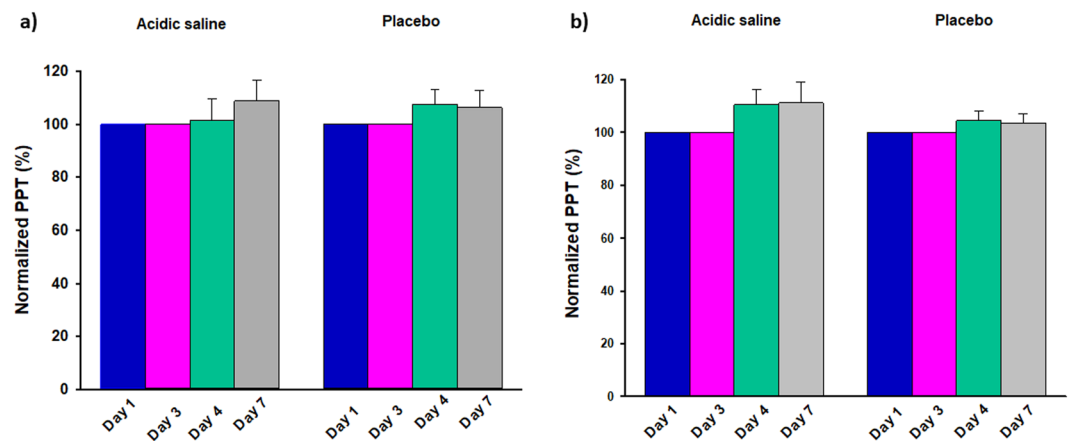 a)
Acidic saline
Placebo
Normalized PPT (%)
120
100
80
60
40
20
0
Day 1
Day 3
Day 4
Day 7
Day 1
Day 3
Day 4
Day 7
b)
Acidic saline
Placebo
Normalized PPT (%)
120
100
80
60
40
20
0
Day 1
Day 3
Day 4
Day 7
Day 1
Day 3
Day 4
Day 7